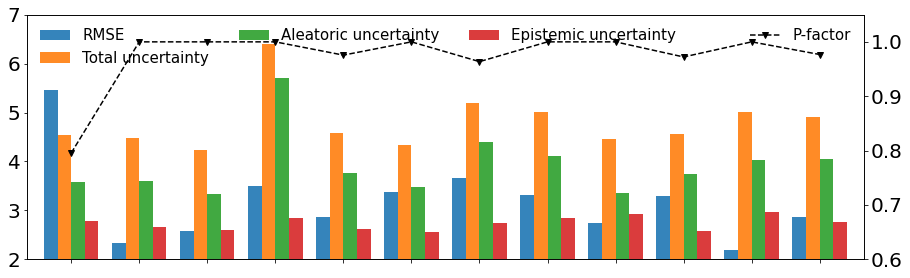 RMSE
Total uncertainty
Aleatoric uncertainty
Epistemic uncertainty
P-factor
7
6
5
4
3
2
1.0
0.9
0.8
0.7
0.6